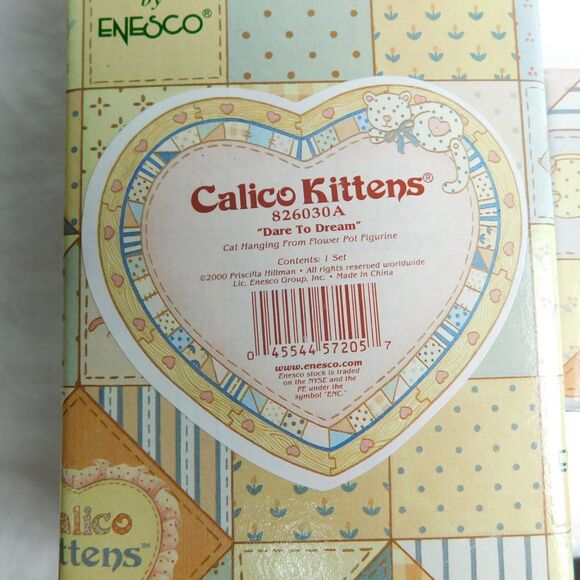 by
ENESCO®
Calico Kittens®
826030A
"Dare To Dream"
Cat Hanging From Flower Pot Figurine
Contents: 1 Set
©2000 Priscilla Hillman • All rights reserved worldwide
Lic. Enesco Group, Inc. • Made In China
0 45544 57205 7
www.enesco.com
Enesco stock is traded
on the NYSE and the
PE under the
symbol "ENC."
alico
ttens™